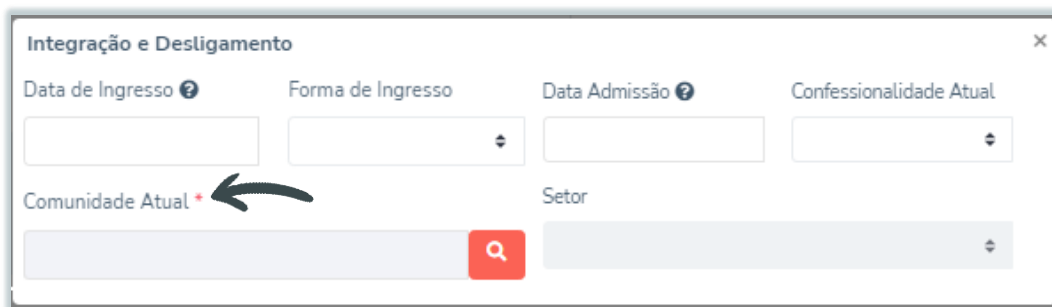 Integração e Desligamento
Data de Ingresso Forma de Ingresso Data Admissão Confessionalidade Atual
Comunidade Atual * Setor